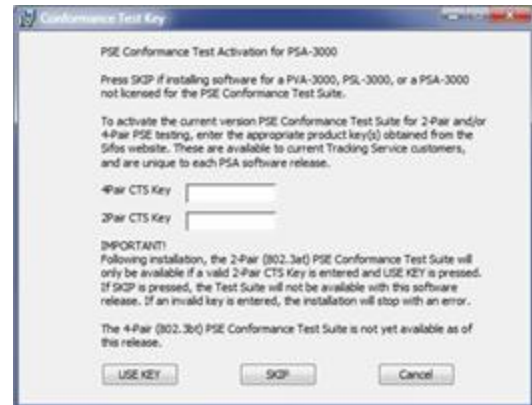 Conformance Test Key
PSE Conformance Test Activation for PSA-3000
Press SKIP if installing software for a PVA-3000, PSL-3000, or a PSA-3000
not licensed for the PSE Conformance Test Suite.
To activate the current version PSE Conformance Test Suite for 2-Pair and/or
4-Pair PSE testing, enter the appropriate product key(s) obtained from the
Sifos website. These are available to current Tracking Service customers,
and are unique to each PSA software release.
4Pair CTS Key
2Pair CTS Key
IMPORTANT!
Following installation, the 2-Pair (802.3at) PSE Conformance Test Suite will
only be available if a valid 2-Pair CTS Key is entered and USE KEY is pressed.
If SKIP is pressed, the Test Suite will not be available with this software
release. If an invalid key is entered, the installation will stop with an error.
The 4-Pair (802.3bt) PSE Conformance Test Suite is not yet available as of
this release.
USE KEY
SKIP
Cancel